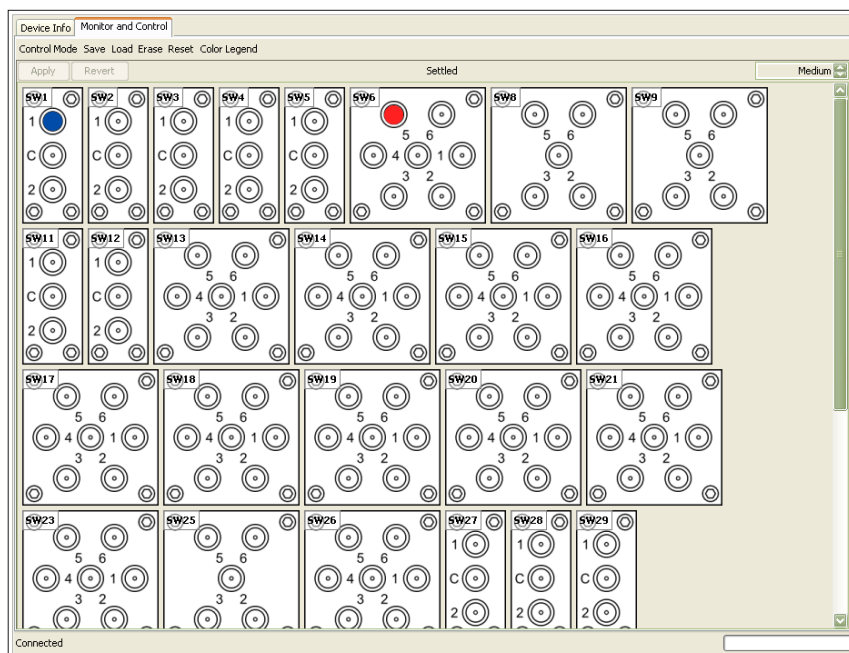 Device Info Monitor and Control
Control Mode Save Load Erase Reset Color Legend
Apply Revert Settled Medium
SW1 SW2 SW3 SW4 SW5 SW6 SW8 SW9
1 1 1 1 1 5 6 5 6 5 6
C C C C C 4 1
2 2 2 2 2 3 2 3 2 3 2
SW11 SW12 SW13 SW14 SW15 SW16
1 1 5 6 5 6 5 6 5 6
C C 4 1 4 1 4 1 4 1
2 2 3 2 3 2 3 2 3 2
SW17 SW18 SW19 SW20 SW21
5 6 5 6 5 6 5 6 5 6
4 1 4 1 4 1 4 1 4 1
3 2 3 2 3 2 3 2 3 2
SW23 SW25 SW26 SW27 SW28 SW29
5 6 5 6 5 6 1 1 1
4 1 4 1 C C C
3 2 3 2 3 2 2 2 2
Connected